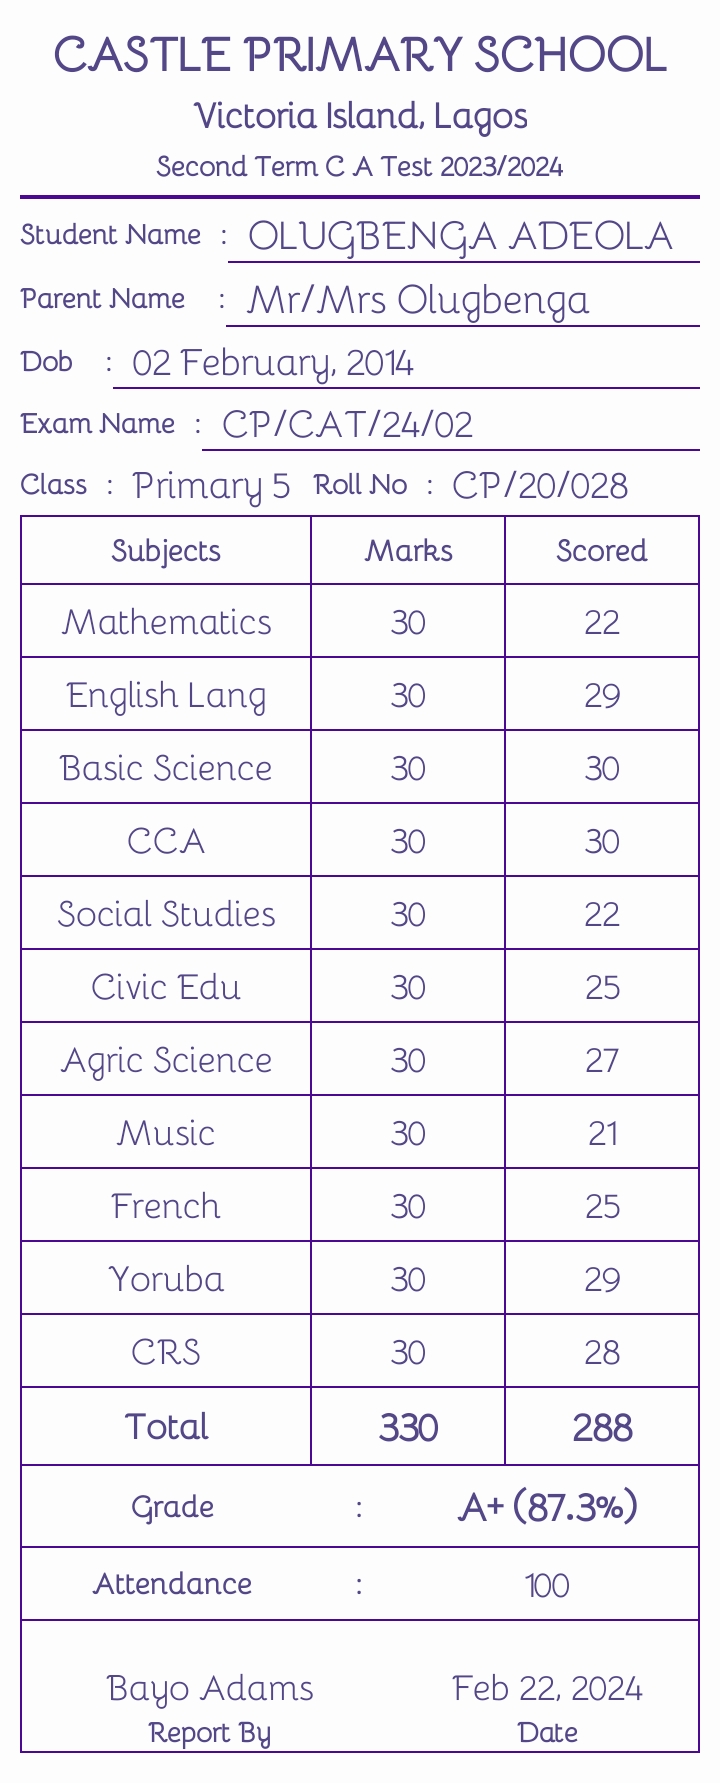 CASTLE PRIMARY SCHOOL
Victoria Island, Lagos
Second Term C A Test 2023/2024
Student Name : OLUGBENGA ADEOLA
Parent Name : Mr/Mrs Olugbenga
Dob : 02 February, 2014
Exam Name : CP/CAT/24/02
Class : Primary 5 Roll No : CP/20/028
Subjects Marks Scored
Mathematics 30 22
English Lang 30 29
Basic Science 30 30
CCA 30 30
Social Studies 30 22
Civic Edu 30 25
Agric Science 30 27
Music 30 21
French 30 25
Yoruba 30 29
CRS 30 28
Total 330 288
Grade : A+ (87.3%)
Attendance : 100
Bayo Adams Feb 22, 2024
Report By Date